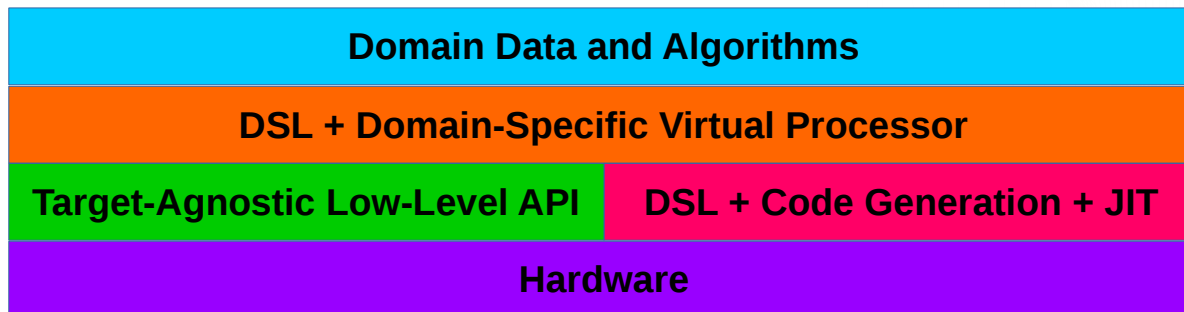 Domain Data and Algorithms
DSL + Domain-Specific Virtual Processor
Target-Agnostic Low-Level API
DSL + Code Generation + JIT
Hardware